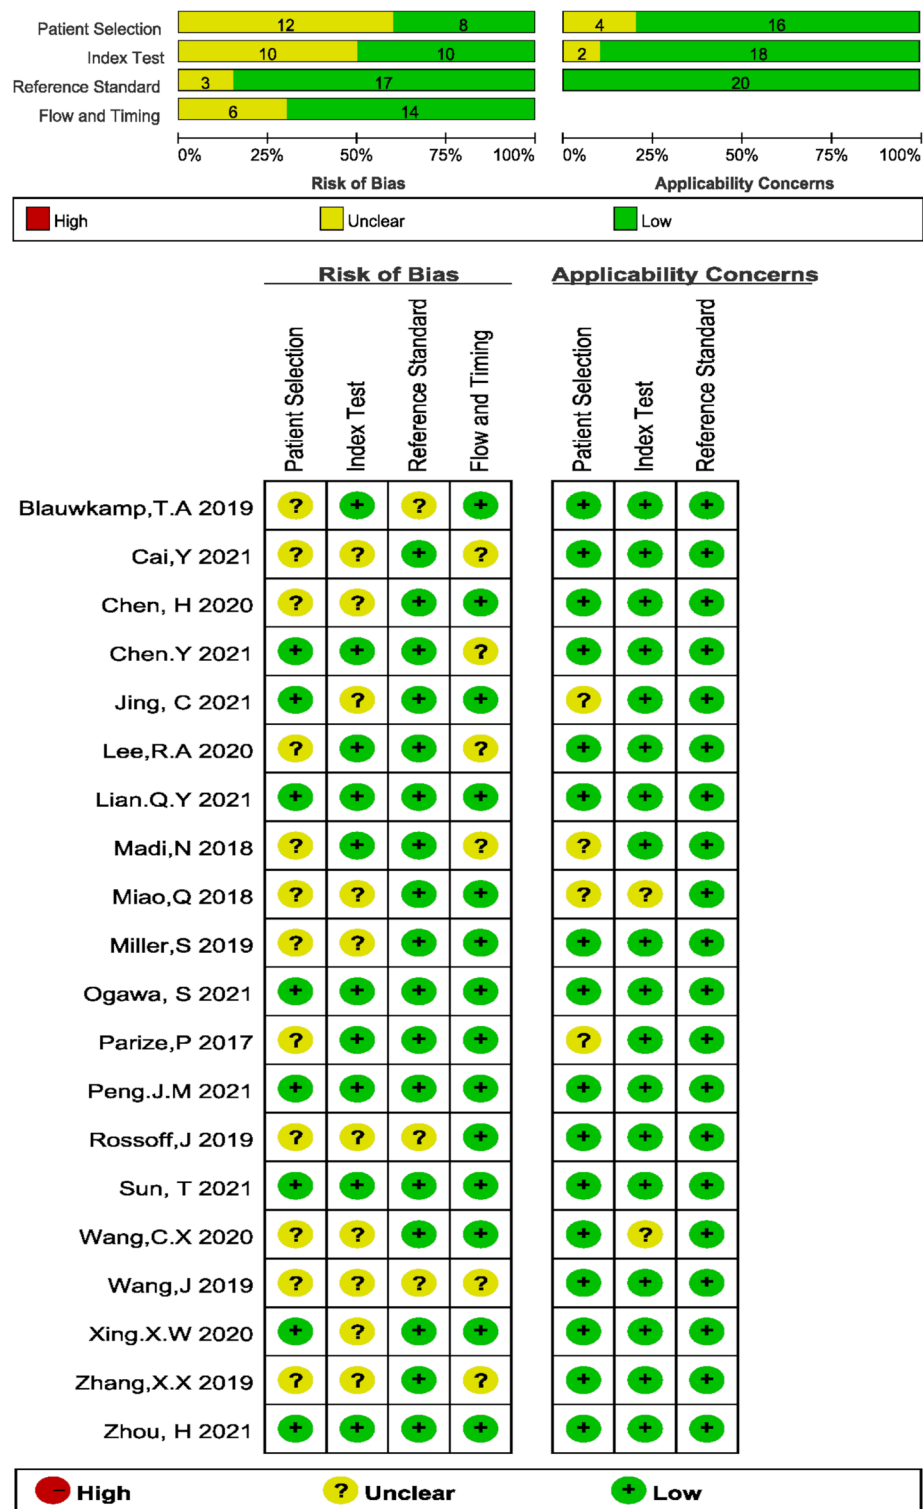 Patient Selection 12 8 4 16
Index Test 10 10 2 18
Reference Standard 3 17 20
Flow and Timing 6 14
0% 25% 50% 75% 100% 0% 25% 50% 75% 100%
Risk of Bias Applicability Concerns
High Unclear Low
Risk of Bias Applicability Concerns
Patient Selection Index Test Reference Standard Flow and Timing Patient Selection Index Test Reference Standard
Blauwkamp,T.A 2019 ? + ? + + + +
Cai,Y 2021 ? ? + ? + + +
Chen, H 2020 ? ? + + + + +
Chen.Y 2021 + + + ? + + +
Jing, C 2021 + ? + + ? + +
Lee,R.A 2020 ? + + ? + + +
Lian.Q.Y 2021 + + + + + + +
Madi,N 2018 ? + + ? ? + +
Miao,Q 2018 ? ? + + ? ? +
Miller,S 2019 ? ? + + + + +
Ogawa, S 2021 + + + + + + +
Parize,P 2017 ? + + + ? + +
Peng.J.M 2021 + + + + + + +
Rossoff,J 2019 ? ? ? + + + +
Sun, T 2021 + + + + + + +
Wang,C.X 2020 ? ? + + + ? +
Wang,J 2019 ? ? ? ? + + +
Xing.X.W 2020 + ? + + + + +
Zhang,X.X 2019 ? ? + ? + + +
Zhou, H 2021 + + + + + + +
– High ? Unclear + Low